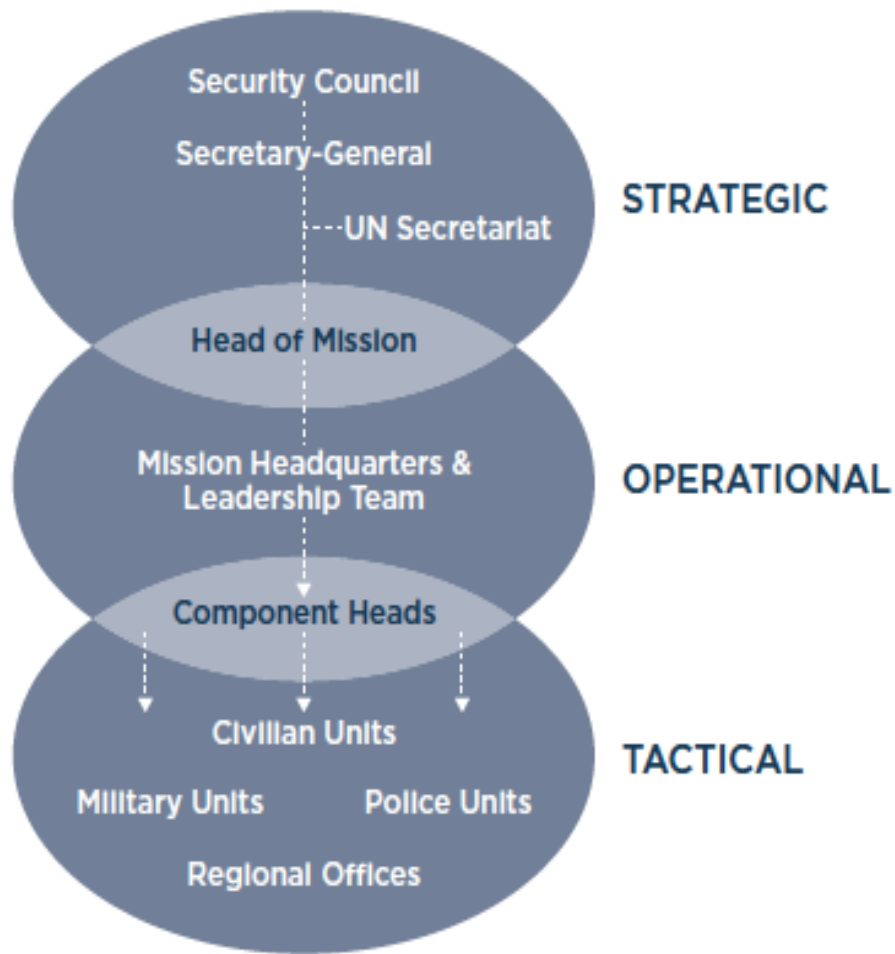 Security Council
Secretary-General
STRATEGIC
UN Secretariat
Head of Mission
Mission Headquarters &
Leadership Team
OPERATIONAL
Component Heads
Civilian Units
TACTICAL
Military Units
Police Units
Regional Offices